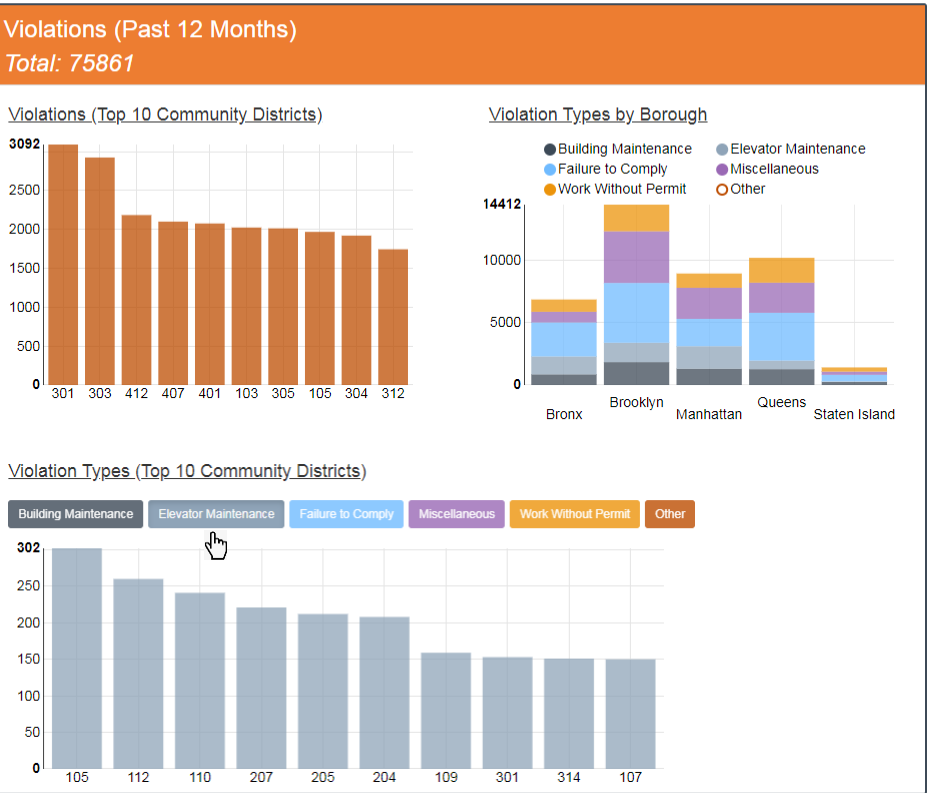 Violations (Past 12 Months)
Total: 75861
Violations (Top 10 Community Districts)
3092
2500
2000
1500
1000
500
0
301 303 412 407 401 103 305 105 304 312
Violation Types by Borough
Building Maintenance Elevator Maintenance
Failure to Comply Miscellaneous
Work Without Permit Other
14412
10000
5000
0
Bronx Brooklyn Manhattan Queens Staten Island
Violation Types (Top 10 Community Districts)
Building Maintenance Elevator Maintenance Failure to Comply Miscellaneous Work Without Permit Other
302
250
200
150
100
50
0
105 112 110 207 205 204 109 301 314 107